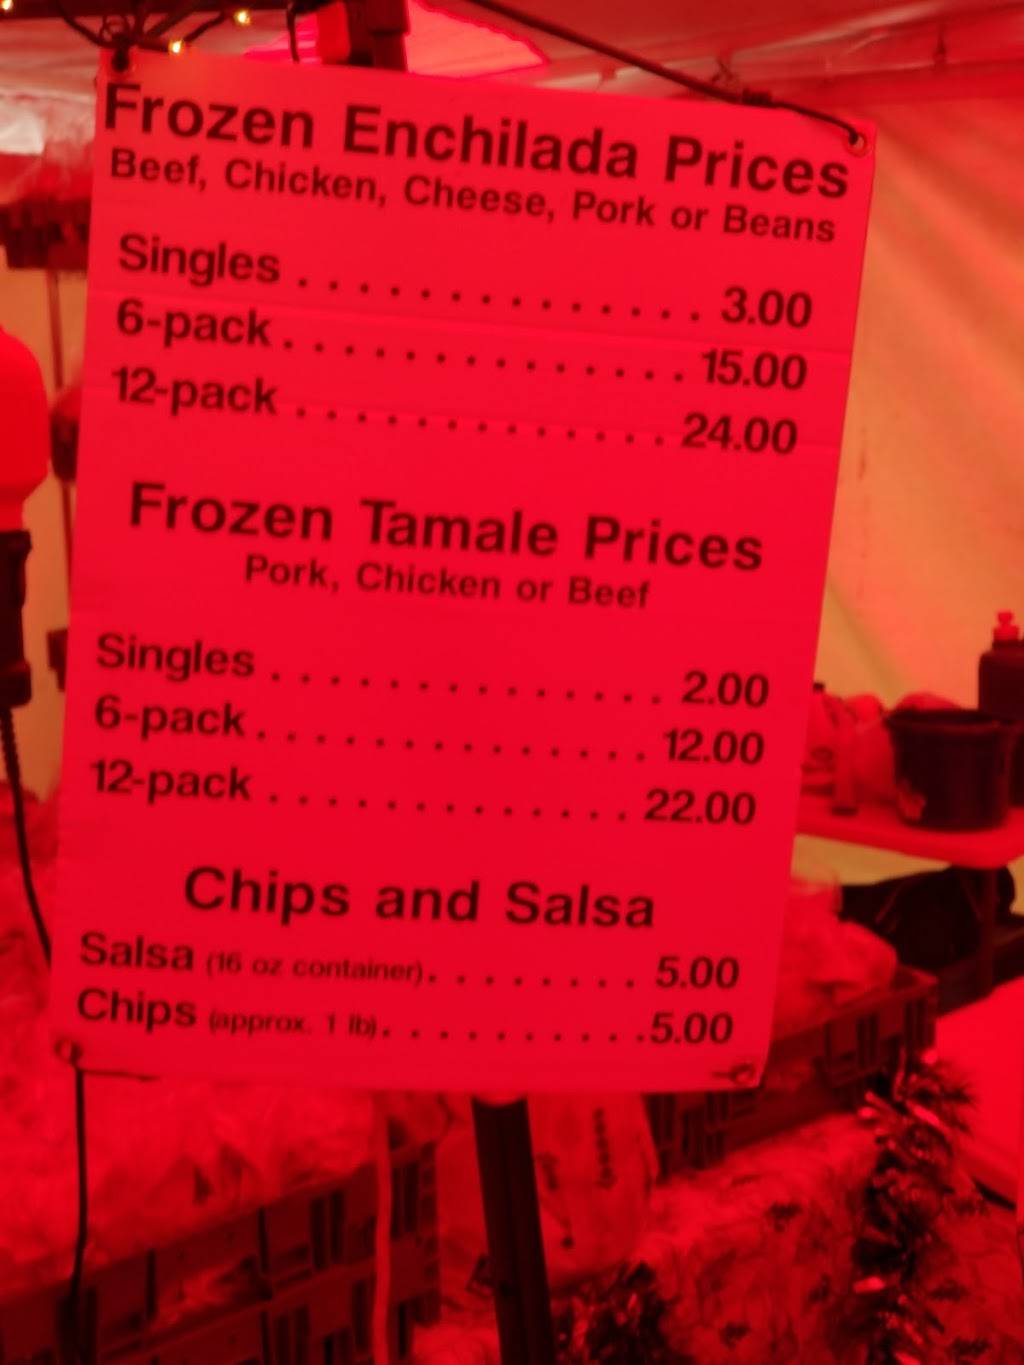 Frozen Enchilada Prices
Beef, Chicken, Cheese, Pork or Beans
Singles . . . . . . . . . . . . . . 3.00
6-pack . . . . . . . . . . . . . . 15.00
12-pack . . . . . . . . . . . . . 24.00
Frozen Tamale Prices
Pork, Chicken or Beef
Singles . . . . . . . . . . . . . . 2.00
6-pack . . . . . . . . . . . . . . 12.00
12-pack . . . . . . . . . . . . . 22.00
Chips and Salsa
Salsa (16 oz container) . . . . . . . . 5.00
Chips (approx. 1 lb) . . . . . . . . . . 5.00